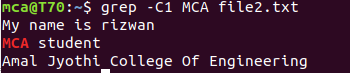 mca@T70:~$ grep -C1 MCA file2.txt
My name is rizwan
MCA student
Amal Jyothi College Of Engineering